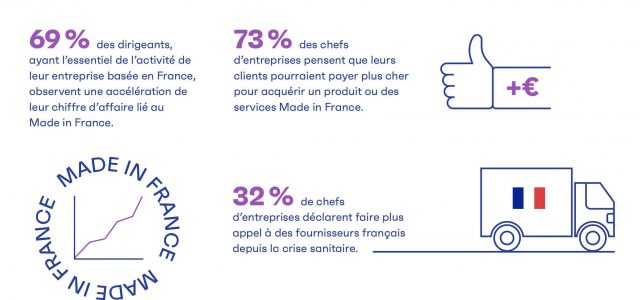 69 % des dirigeants,
ayant l’essentiel de l’activité de
leur entreprise basée en France,
observent une accélération de
leur chiffre d’affaire lié au
Made in France.
73 % des chefs
d’entreprises pensent que leurs
clients pourraient payer plus cher
pour acquérir un produit ou des
services Made in France.
+€
MADE IN FRANCE
MADE IN FRANCE
MADE IN
32 % de chefs
d’entreprises déclarent faire plus
appel à des fournisseurs français
depuis la crise sanitaire.